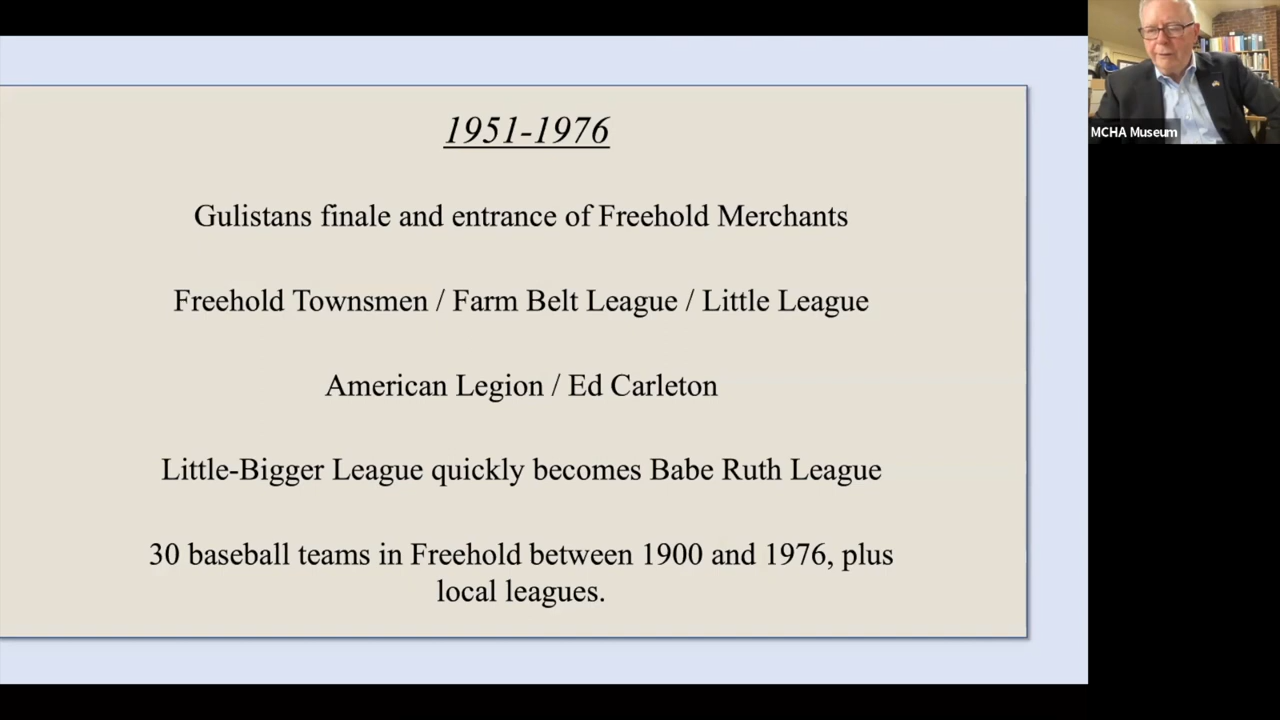 1951-1976
Gulistans finale and entrance of Freehold Merchants
Freehold Townsmen / Farm Belt League / Little League
American Legion / Ed Carleton
Little-Bigger League quickly becomes Babe Ruth League
30 baseball teams in Freehold between 1900 and 1976, plus
local leagues.
MCHA Museum